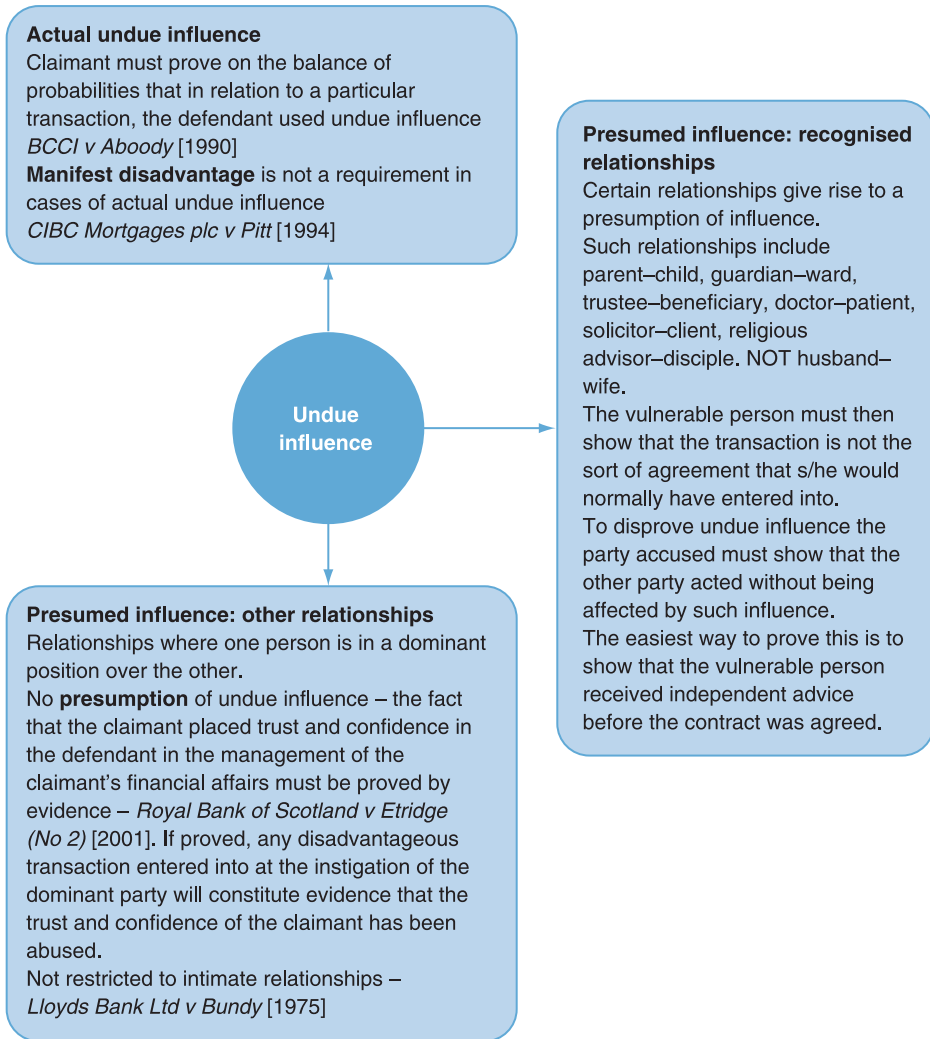 Actual undue influence
Claimant must prove on the balance of
probabilities that in relation to a particular
transaction, the defendant used undue influence
BCCI v Aboody [1990]
Manifest disadvantage is not a requirement in
cases of actual undue influence
CIBC Mortgages plc v Pitt [1994]
Presumed influence: recognised
relationships
Certain relationships give rise to a
presumption of influence.
Such relationships include
parent–child, guardian–ward,
trustee–beneficiary, doctor–patient,
solicitor–client, religious
advisor–disciple. NOT husband–
wife.
The vulnerable person must then
show that the transaction is not the
sort of agreement that s/he would
normally have entered into.
To disprove undue influence the
party accused must show that the
other party acted without being
affected by such influence.
The easiest way to prove this is to
show that the vulnerable person
received independent advice
before the contract was agreed.
Undue
influence
Presumed influence: other relationships
Relationships where one person is in a dominant
position over the other.
No presumption of undue influence – the fact
that the claimant placed trust and confidence in
the defendant in the management of the
claimant's financial affairs must be proved by
evidence – Royal Bank of Scotland v Etridge
(No 2) [2001]. If proved, any disadvantageous
transaction entered into at the instigation of the
dominant party will constitute evidence that the
trust and confidence of the claimant has been
abused.
Not restricted to intimate relationships –
Lloyds Bank Ltd v Bundy [1975]